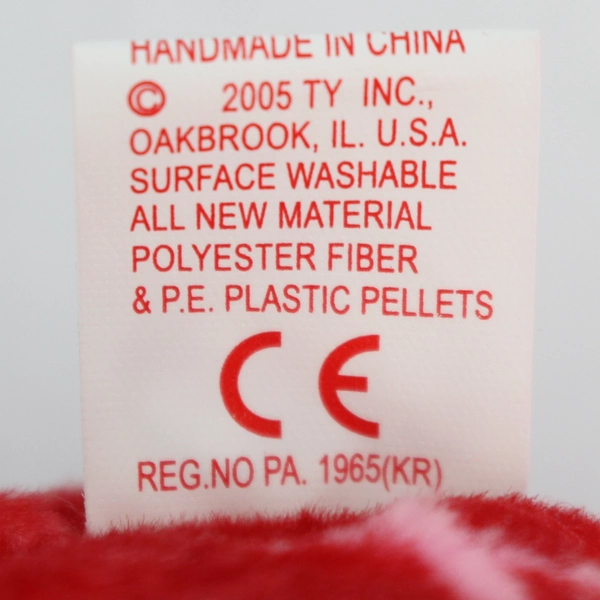 HANDMADE IN CHINA
© 2005 TY INC.,
OAKBROOK, IL. U.S.A.
SURFACE WASHABLE
ALL NEW MATERIAL
POLYESTER FIBER
& P.E. PLASTIC PELLETS
CE
REG.NO PA. 1965(KR)